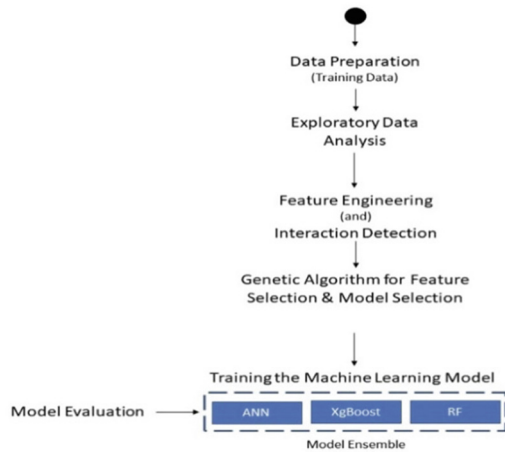 Data Preparation
(Training Data)
Exploratory Data
Analysis
Feature Engineering
(and)
Interaction Detection
Genetic Algorithm for Feature
Selection & Model Selection
Training the Machine Learning Model
Model Evaluation
ANN
XgBoost
RF
Model Ensemble